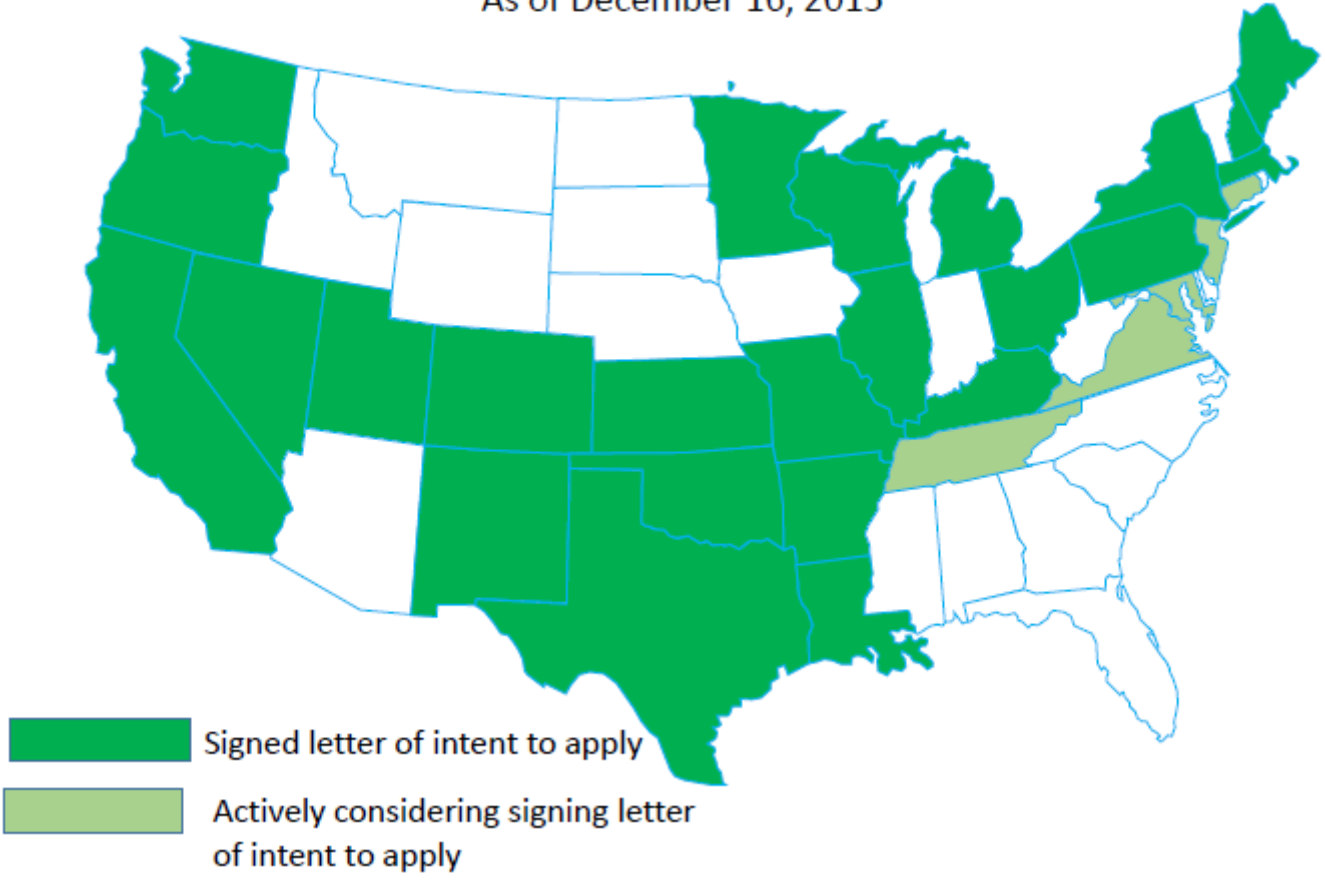 As of December 16, 2015
Signed letter of intent to apply
Actively considering signing letter
of intent to apply